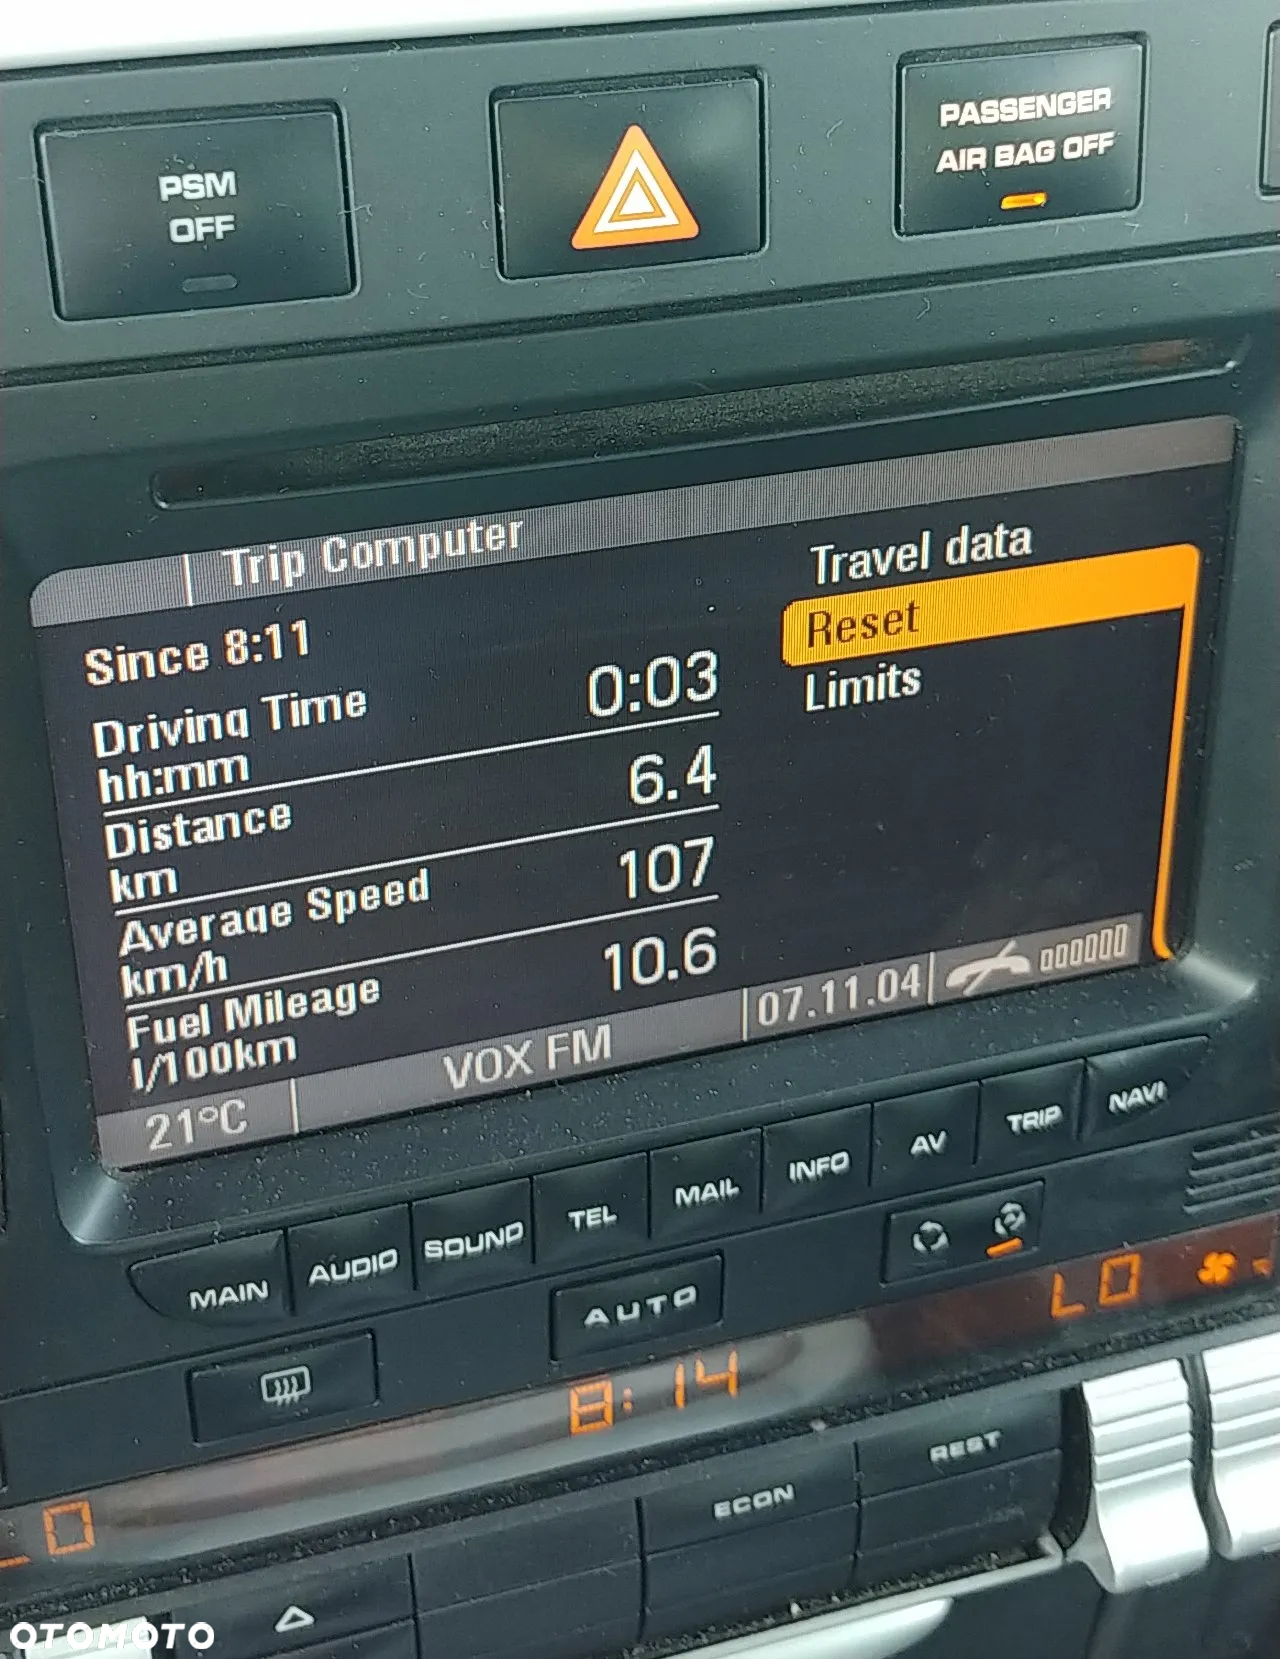 PSM
OFF
PASSENGER
AIR BAG OFF
Trip Computer
Since 8:11
Driving Time
hh:mm
0:03
Distance
km
6.4
Average Speed
km/h
107
Fuel Mileage
l/100km
10.6
Travel data
Reset
Limits
21°C
VOX FM
07.11.04
MAIN
AUDIO
SOUND
TEL
MAIL
INFO
AV
TRIP
NAVI
AUTO
LO
8:14
LO
ECON
REST
OTOMOTO